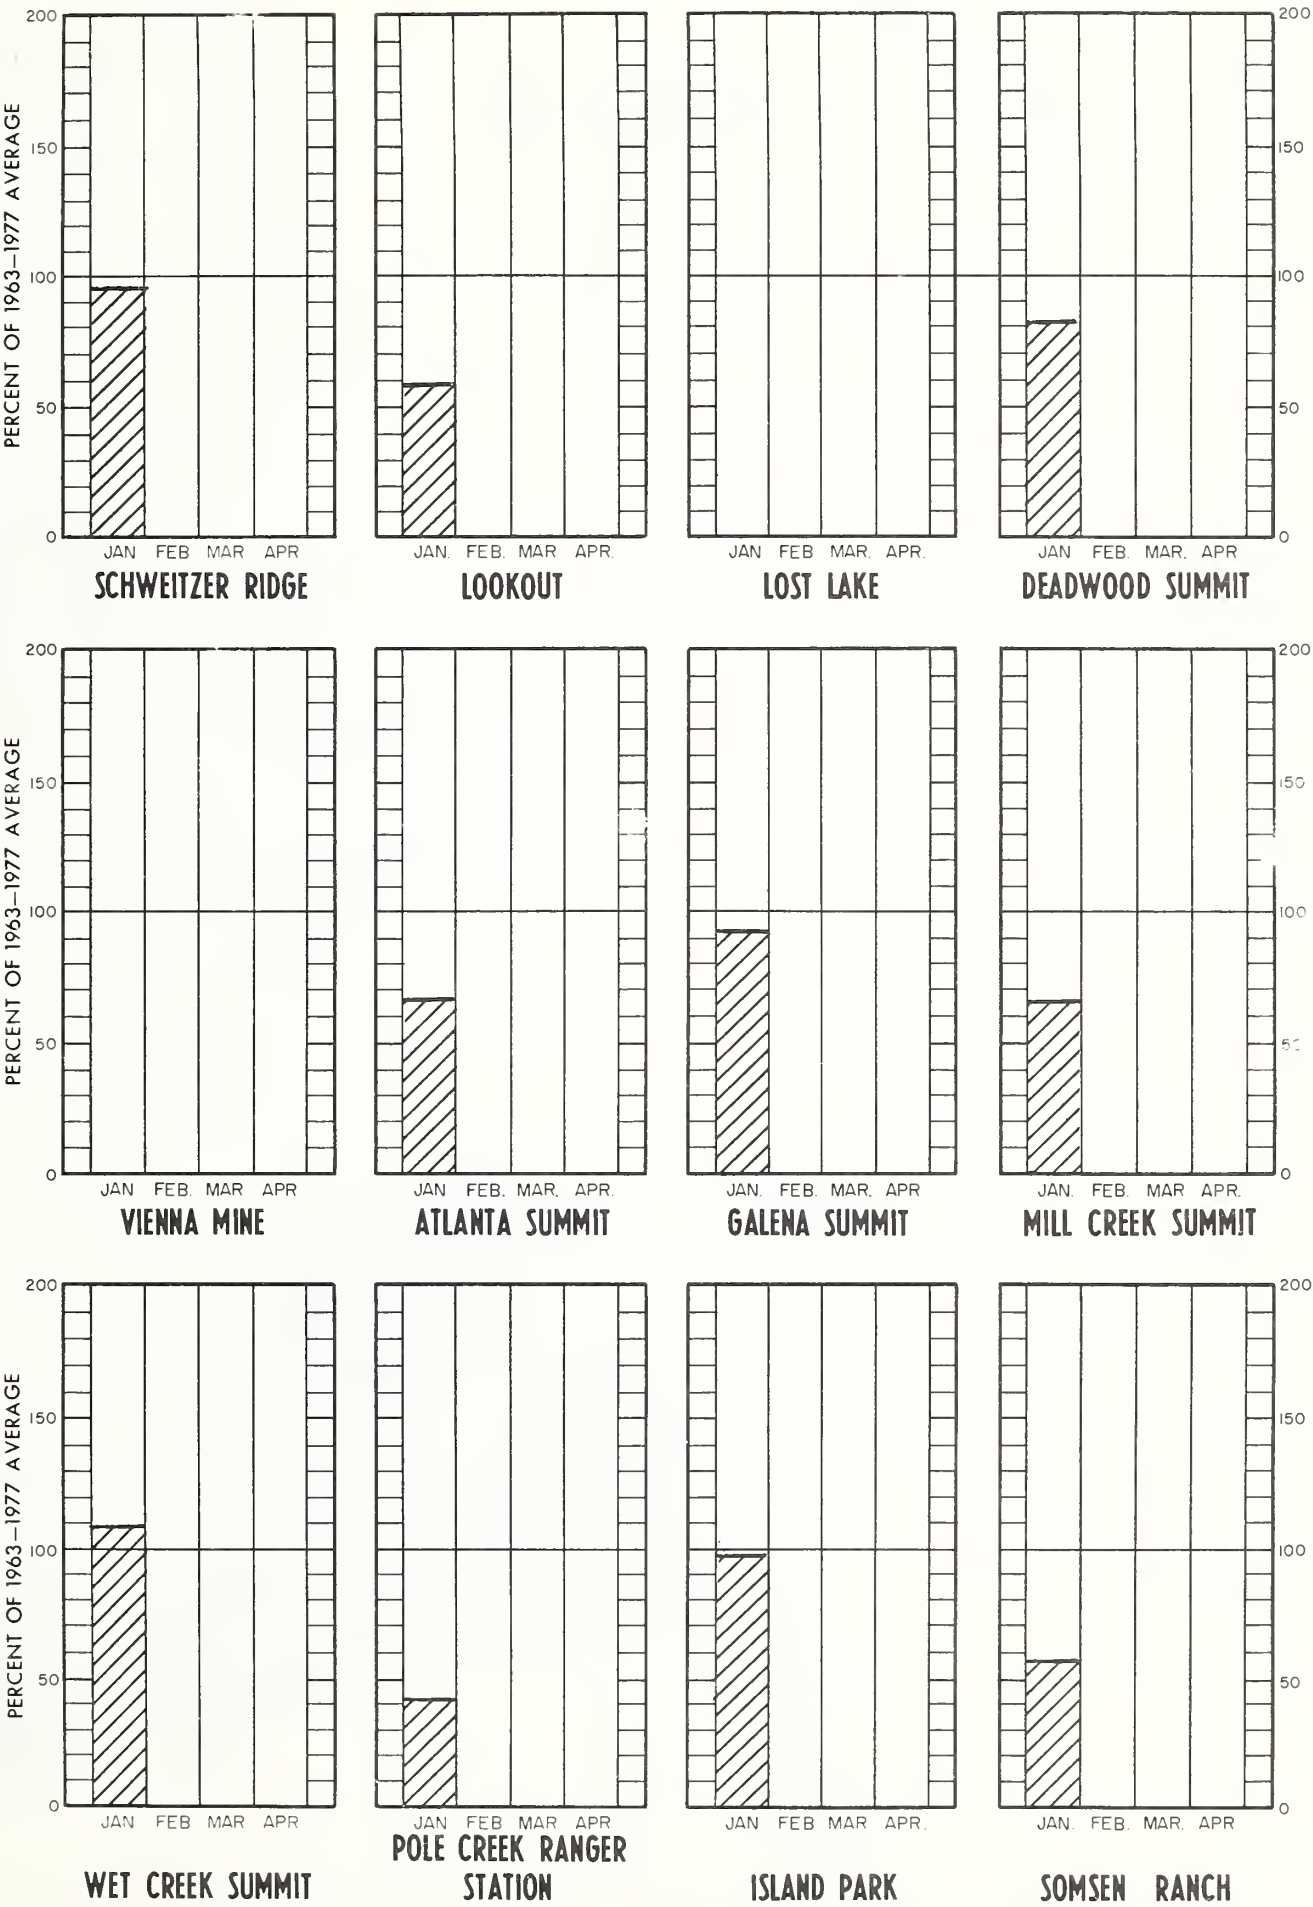 200
200
PERCENT OF 1963–1977 AVERAGE
150
150
100
100
50
50
0
0
JAN FEB MAR APR
JAN. FEB. MAR APR.
JAN FEB MAR. APR.
JAN FEB. MAR. APR
SCHWEITZER RIDGE
LOOKOUT
LOST LAKE
DEADWOOD SUMMIT
200
200
PERCENT OF 1963–1977 AVERAGE
150
150
100
100
50
0
0
JAN FEB. MAR APR
JAN FEB. MAR. APR.
JAN. FEB. MAR. APR
JAN. FEB. MAR APR.
VIENNA MINE
ATLANTA SUMMIT
GALENA SUMMIT
MILL CREEK SUMMIT
200
200
PERCENT OF 1963–1977 AVERAGE
150
150
100
100
50
50
0
0
JAN FEB MAR APR
JAN FEB MAR APR
JAN FEB MAR APR.
JAN. FEB. MAR. APR
WET CREEK SUMMIT
POLE CREEK RANGER
STATION
ISLAND PARK
SOMSEN RANCH